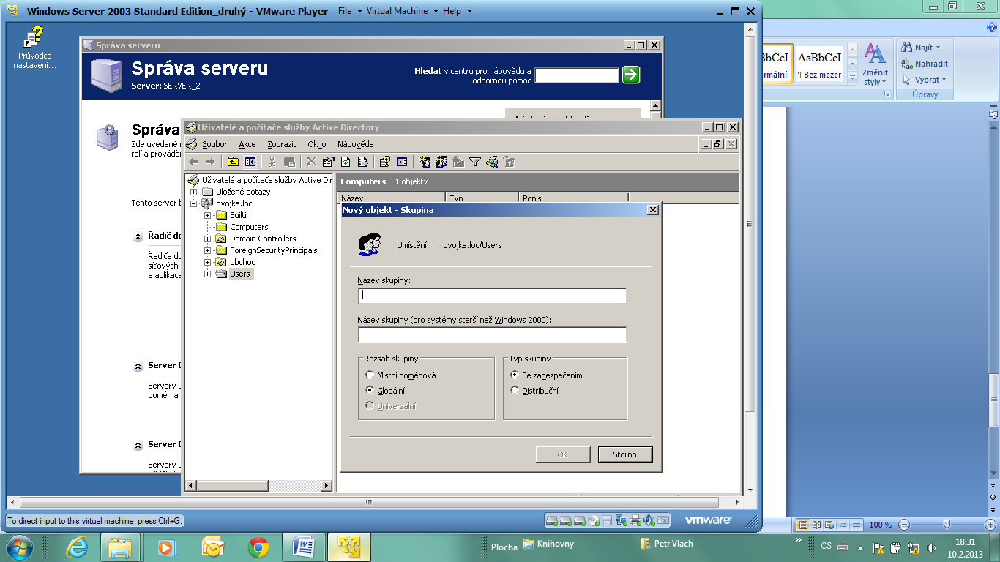 Windows Server 2003 Standard Edition_druhý - VMware Player File Virtual Machine Help
Průvodce
nastavení...
Správa serveru
Správa serveru
Server: SERVER_2
Hledat v centru pro nápovědu a
odbornou pomoc
Správa
Zde uvedené
rolí a provádě
Tento server
Řadič do
Řadiče do
síťových
a aplikace
Server D
Servery D
domén a
Server D
Servery D
Uživatelé a počítače služby Active Directory
Soubor Akce Zobrazit Okno Nápověda
Uživatelé a počítače služby Active Dir
Uložené dotazy
dvojka.loc
Builtin
Computers
Domain Controllers
ForeignSecurityPrincipals
obchod
Users
Computers 1 objekty
Název Typ Popis
Nový objekt - Skupina
Umístění: dvojka.loc/Users
Název skupiny:
Název skupiny (pro systémy starší než Windows 2000):
Rozsah skupiny
Místní doménová
Globální
Univerzální
Typ skupiny
Se zabezpečením
Distribuční
OK Storno
To direct input to this virtual machine, press Ctrl+G.
vmware
BbCcI AaBbCcI
rmální ¶ Bez mezer
Změnit
styly
Najít
Nahradit
Vybrat
Úpravy
100 %
Plocha Knihovny Petr Vlach
CS
18:31
10.2.2013